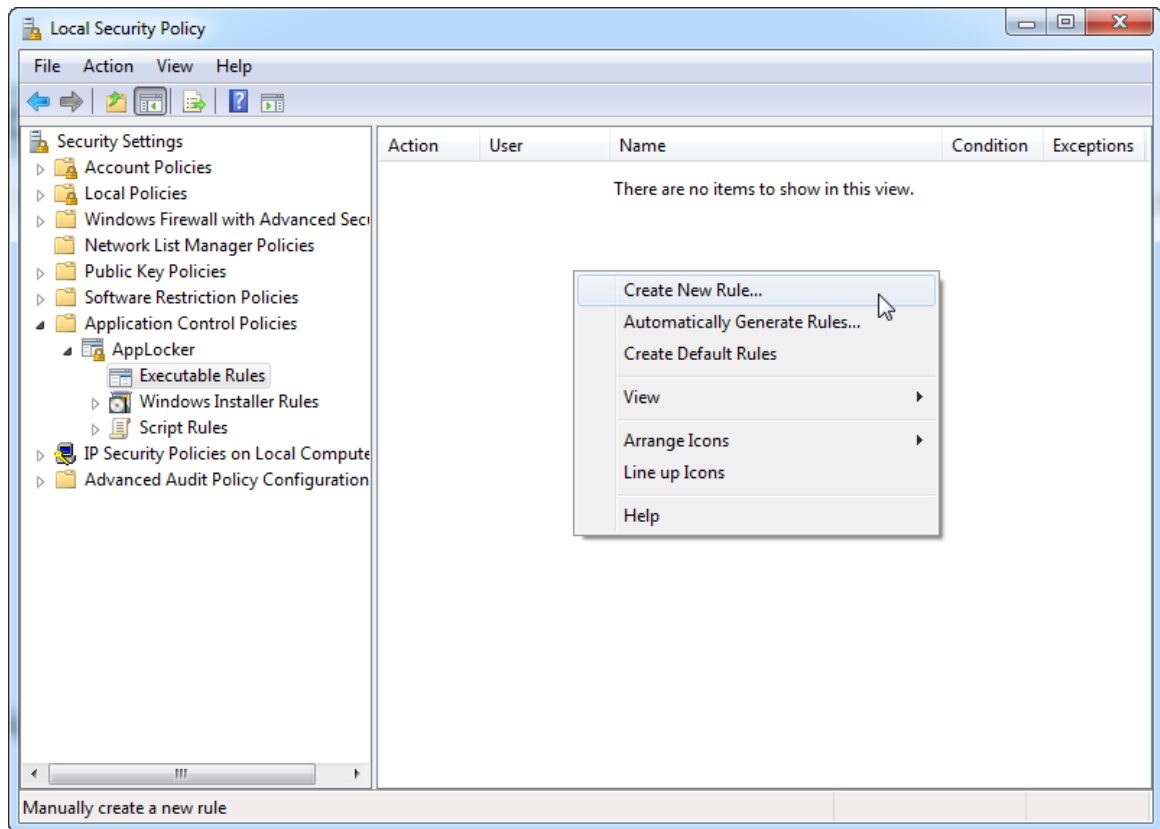 Local Security Policy
File Action View Help
Security Settings
Account Policies
Local Policies
Windows Firewall with Advanced Secu
Network List Manager Policies
Public Key Policies
Software Restriction Policies
Application Control Policies
AppLocker
Executable Rules
Windows Installer Rules
Script Rules
IP Security Policies on Local Compute
Advanced Audit Policy Configuration
Action User Name Condition Exceptions
There are no items to show in this view.
Create New Rule...
Automatically Generate Rules...
Create Default Rules
View
Arrange Icons
Line up Icons
Help
Manually create a new rule